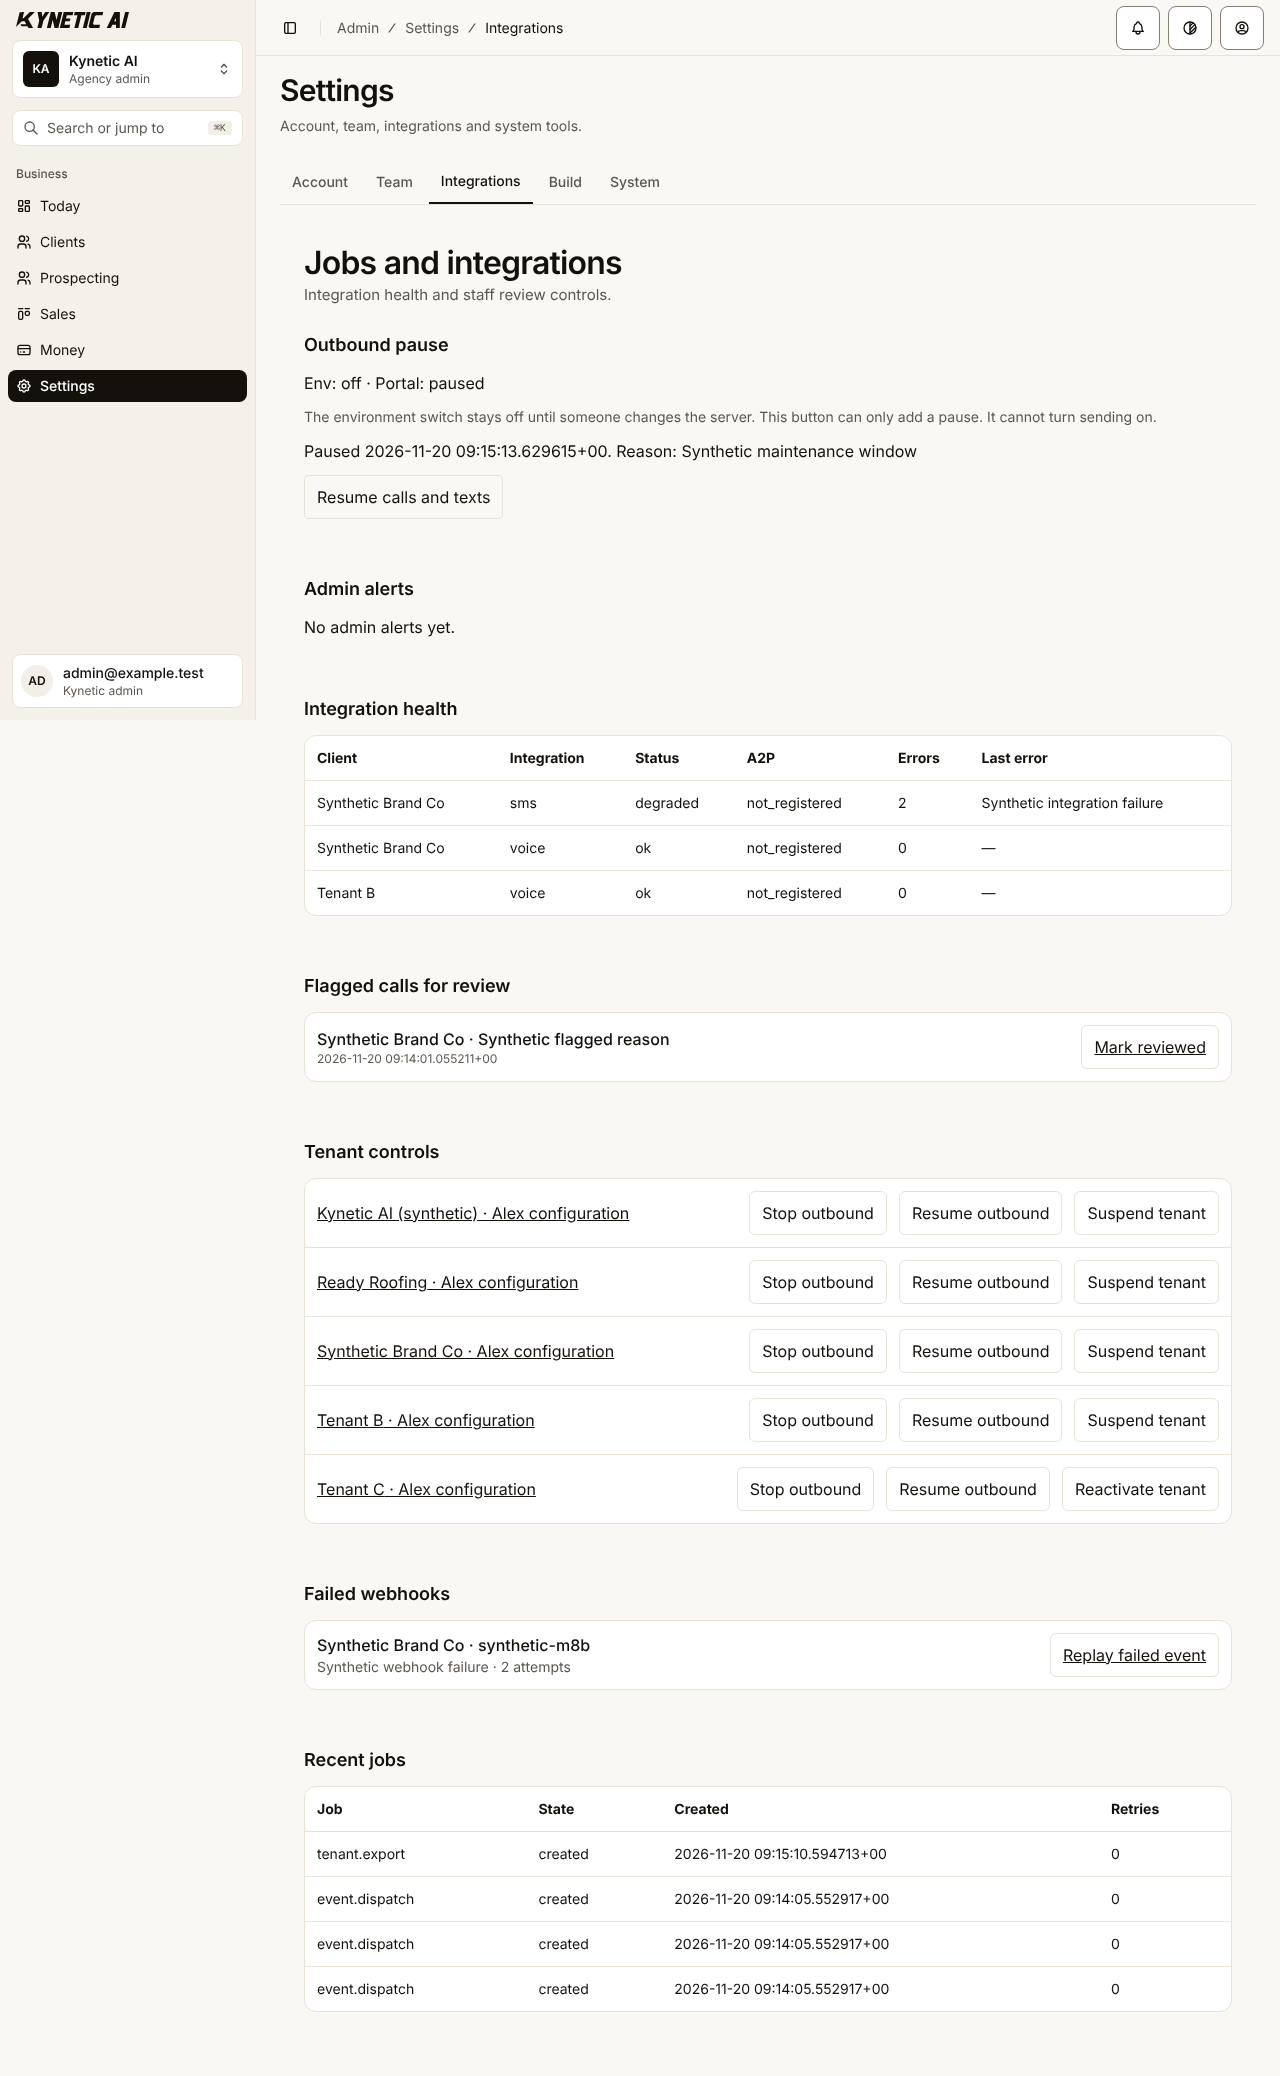 KYNETIC AI
KA
Kynetic AI
Agency admin
Search or jump to
⌘K
Business
Today
Clients
Prospecting
Sales
Money
Settings
AD
admin@example.test
Kynetic admin
Admin / Settings / Integrations
Settings
Account, team, integrations and system tools.
Account Team Integrations Build System
Jobs and integrations
Integration health and staff review controls.
Outbound pause
Env: off · Portal: paused
The environment switch stays off until someone changes the server. This button can only add a pause. It cannot turn sending on.
Paused 2026-11-20 09:15:13.629615+00. Reason: Synthetic maintenance window
Resume calls and texts
Admin alerts
No admin alerts yet.
Integration health
Client Integration Status A2P Errors Last error
Synthetic Brand Co sms degraded not_registered 2 Synthetic integration failure
Synthetic Brand Co voice ok not_registered 0 —
Tenant B voice ok not_registered 0 —
Flagged calls for review
Synthetic Brand Co · Synthetic flagged reason
2026-11-20 09:14:01.055211+00
Mark reviewed
Tenant controls
Kynetic AI (synthetic) · Alex configuration Stop outbound Resume outbound Suspend tenant
Ready Roofing · Alex configuration Stop outbound Resume outbound Suspend tenant
Synthetic Brand Co · Alex configuration Stop outbound Resume outbound Suspend tenant
Tenant B · Alex configuration Stop outbound Resume outbound Suspend tenant
Tenant C · Alex configuration Stop outbound Resume outbound Reactivate tenant
Failed webhooks
Synthetic Brand Co · synthetic-m8b
Synthetic webhook failure · 2 attempts
Replay failed event
Recent jobs
Job State Created Retries
tenant.export created 2026-11-20 09:15:10.594713+00 0
event.dispatch created 2026-11-20 09:14:05.552917+00 0
event.dispatch created 2026-11-20 09:14:05.552917+00 0
event.dispatch created 2026-11-20 09:14:05.552917+00 0